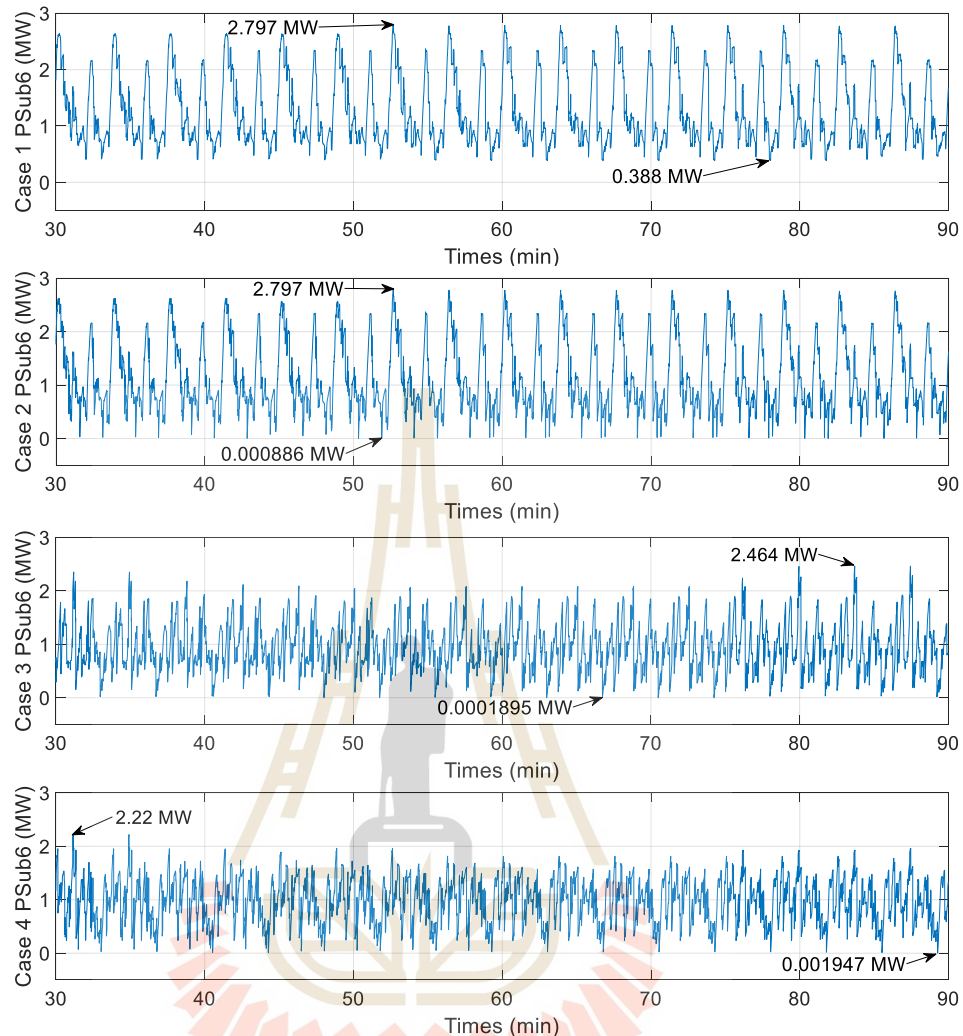 Case 1 PSub6 (MW)
3
2
1
0
2.797 MW
0.388 MW
30 40 50 60 70 80 90
Times (min)
Case 2 PSub6 (MW)
3
2
1
0
2.797 MW
0.000886 MW
30 40 50 60 70 80 90
Times (min)
Case 3 PSub6 (MW)
3
2
1
0
2.464 MW
0.0001895 MW
30 40 50 60 70 80 90
Times (min)
Case 4 PSub6 (MW)
3
2
1
0
2.22 MW
0.001947 MW
30 40 50 60 70 80 90
Times (min)